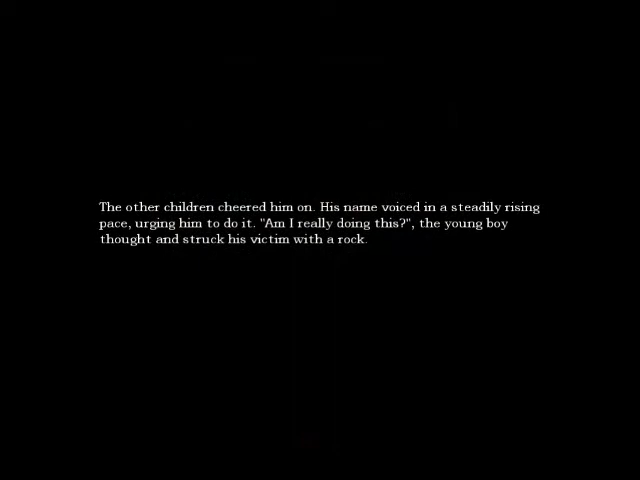 The other children cheered him on. His name voiced in a steadily rising
pace, urging him to do it. "Am I really doing this?", the young boy
thought and struck his victim with a rock.